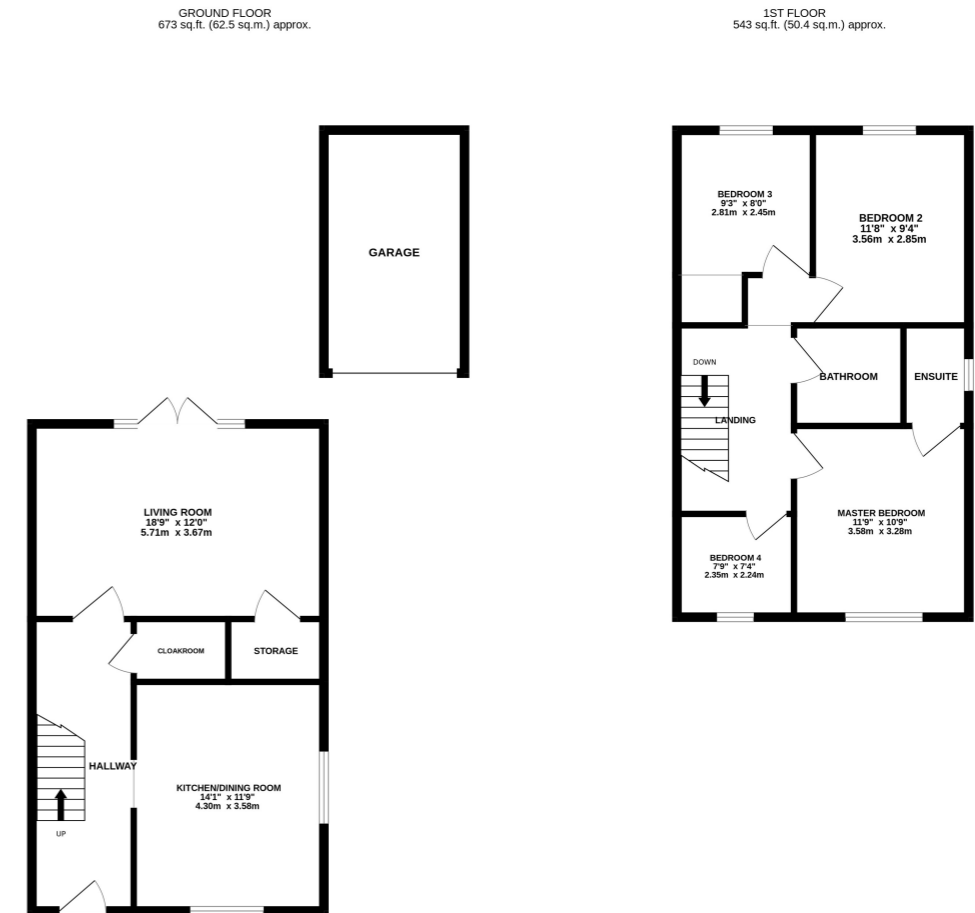 GROUND FLOOR
673 sq.ft. (62.5 sq.m.) approx.
GARAGE
LIVING ROOM
18'9" x 12'0"
5.71m x 3.67m
CLOAKROOM
STORAGE
HALLWAY
KITCHEN/DINING ROOM
14'1" x 11'9"
4.30m x 3.58m
UP
1ST FLOOR
543 sq.ft. (50.4 sq.m.) approx.
BEDROOM 3
9'3" x 8'0"
2.81m x 2.45m
BEDROOM 2
11'8" x 9'4"
3.56m x 2.85m
DOWN
BATHROOM
ENSUITE
LANDING
MASTER BEDROOM
11'9" x 10'9"
3.58m x 3.28m
BEDROOM 4
7'9" x 7'4"
2.35m x 2.24m